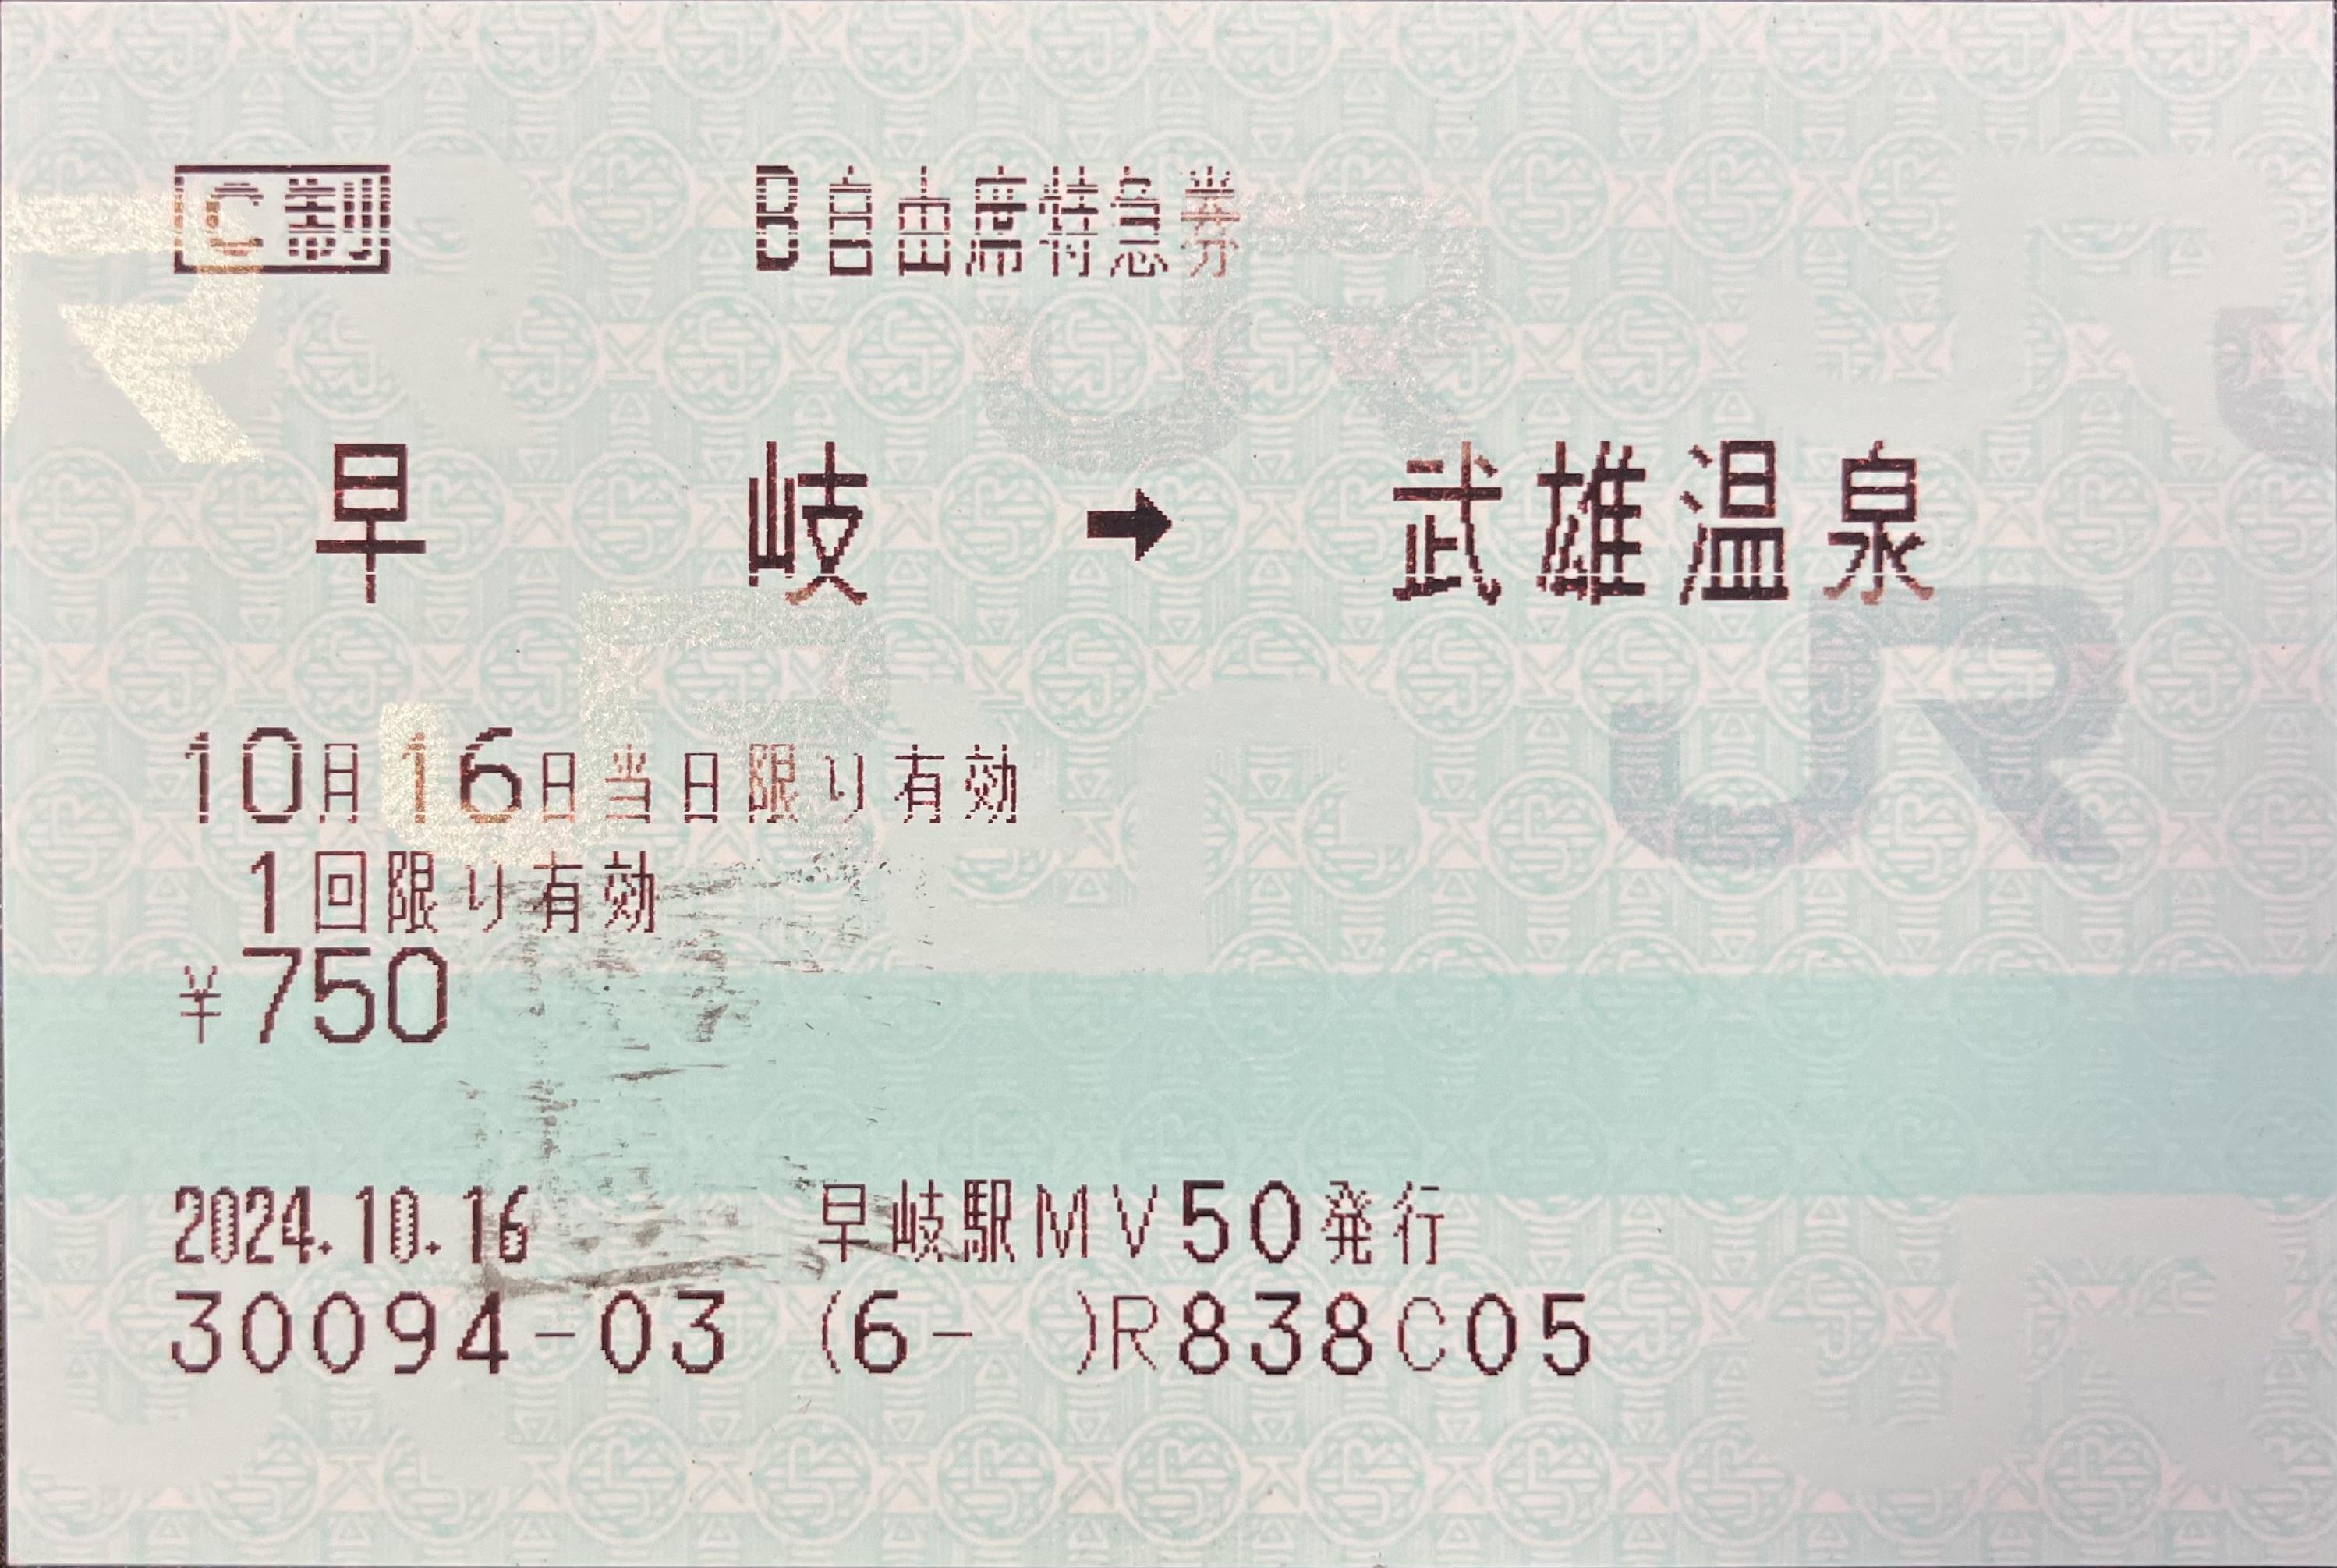 C割 B自由席特急券
早岐 → 武雄温泉
10月16日当日限り有効
1回限り有効
¥750
2024.10.16 早岐駅MV50発行
30094-03 (6- )R838C05